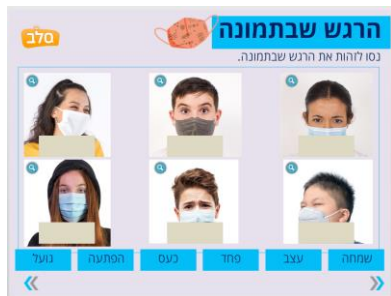 הרגש שבתמונה
סלב
נסו לזהות את הרגש שבתמונה.
שמחה
עצב
פחד
כעס
הפתעה
גועל